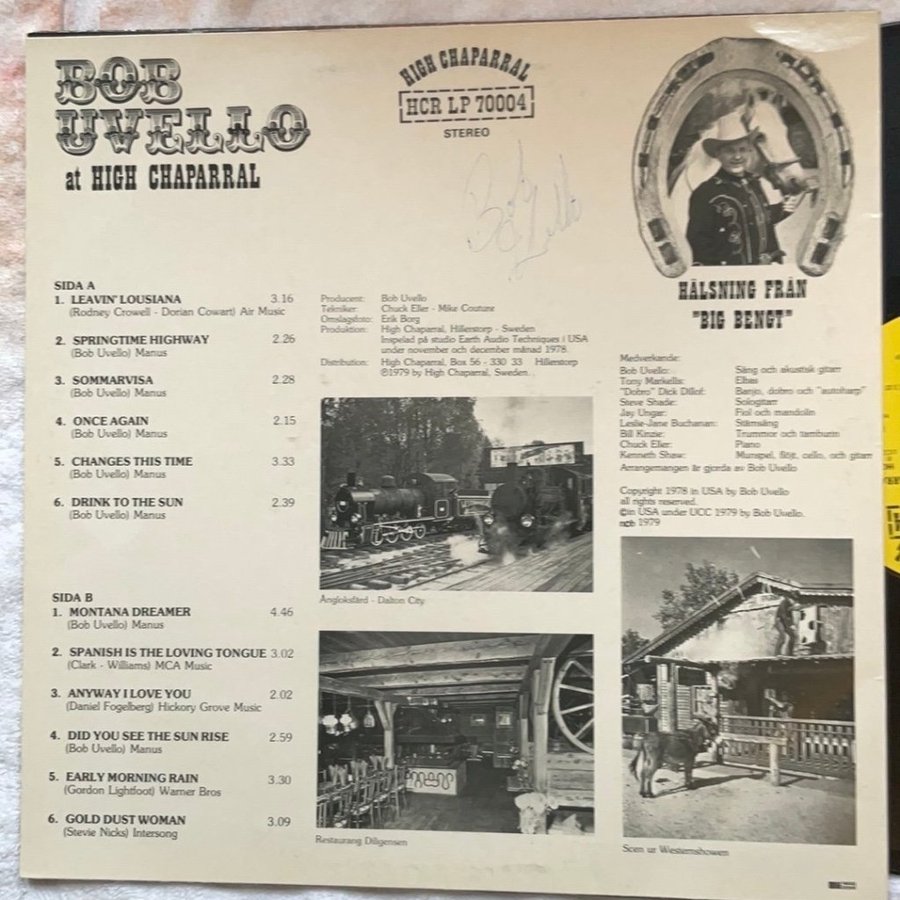 BOB
UVELLO
at HIGH CHAPARRAL
HIGH CHAPARRAL
HCR LP 70004
STEREO
Bob Uvello
HÄLSNING FRÅN
"BIG BENGT"
SIDA A
1. LEAVIN' LOUSIANA 3.16
(Rodney Crowell - Dorian Cowart) Air Music
2. SPRINGTIME HIGHWAY 2.26
(Bob Uvello) Manus
3. SOMMARVISA 2.28
(Bob Uvello) Manus
4. ONCE AGAIN 2.15
(Bob Uvello) Manus
5. CHANGES THIS TIME 3.33
(Bob Uvello) Manus
6. DRINK TO THE SUN 2.39
(Bob Uvello) Manus
SIDA B
1. MONTANA DREAMER 4.46
(Bob Uvello) Manus
2. SPANISH IS THE LOVING TONGUE 3.02
(Clark - Williams) MCA Music
3. ANYWAY I LOVE YOU 2.02
(Daniel Fogelberg) Hickory Grove Music
4. DID YOU SEE THE SUN RISE 2.59
(Bob Uvello) Manus
5. EARLY MORNING RAIN 3.30
(Gordon Lightfoot) Warner Bros
6. GOLD DUST WOMAN 3.09
(Stevie Nicks) Intersong
Producent: Bob Uvello
Tekniker: Chuck Eller - Mike Couture
Omslagsfoto: Erik Borg
Produktion: High Chaparral, Hillerstorp - Sweden
Inspelad på studio Earth Audio Techniques i USA
under november och december månad 1978.
Distribution: High Chaparral, Box 56 - 330 33 Hillerstorp
℗1979 by High Chaparral, Sweden.
Ångloksfärd - Dalton City
Restaurang Diligensen
Medverkande:
Bob Uvello: Sång och akustisk gitarr
Tony Markellis: Elbas
"Dobro" Dick Dillof: Banjo, dobro och "autoharp"
Steve Shade: Sologitarr
Jay Ungar: Fiol och mandolin
Leslie-Jane Buchanan: Stämsång
Bill Kinzie: Trummor och tamburin
Chuck Eller: Piano
Kenneth Shaw: Munspel, flöjt, cello, och gitarr
Arrangemangen är gjorda av Bob Uvello
Copyright 1978 in USA by Bob Uvello
all rights reserved.
©in USA under UCC 1979 by Bob Uvello.
ncb 1979
Scen ur Westernshowen